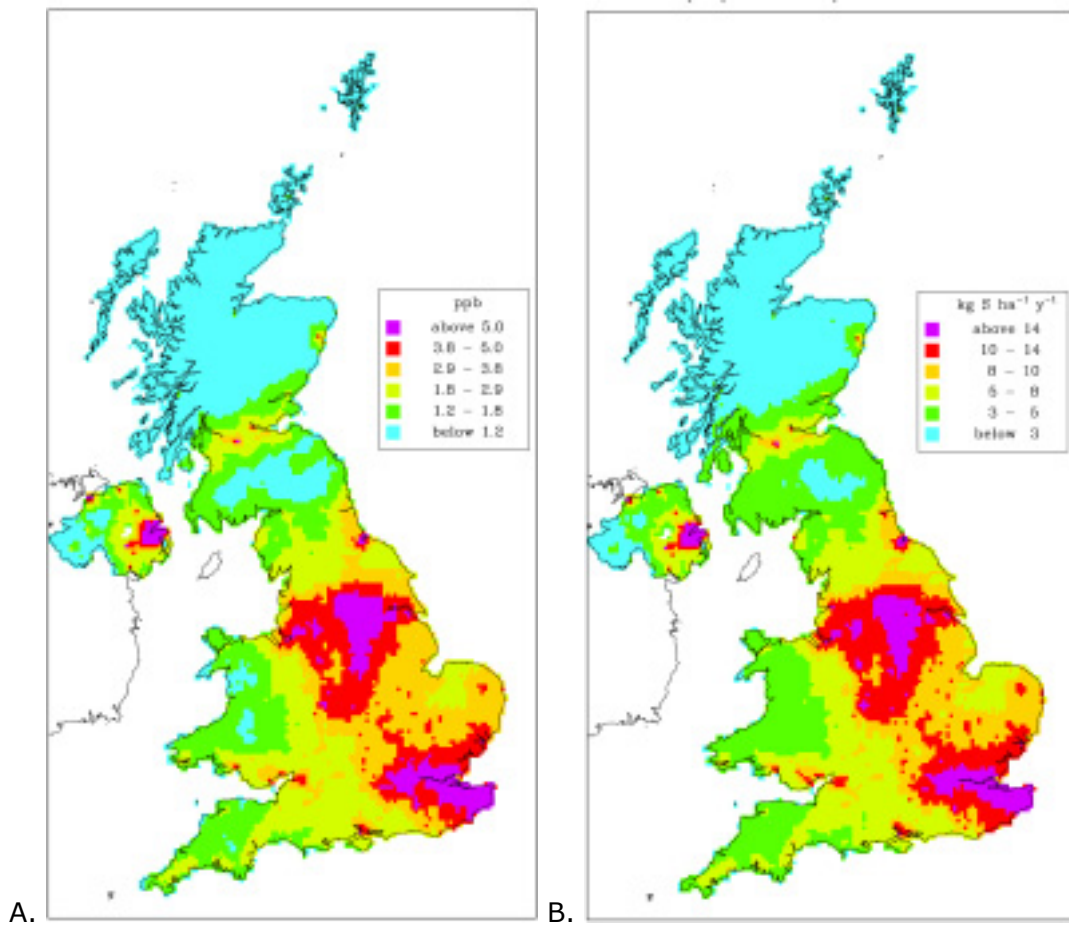 ppb
above 5.0
3.8 - 5.0
2.9 - 3.8
1.8 - 2.9
1.2 - 1.8
below 1.2
A.
kg S ha⁻¹ y⁻¹
above 14
10 - 14
8 - 10
5 - 8
3 - 5
below 3
B.